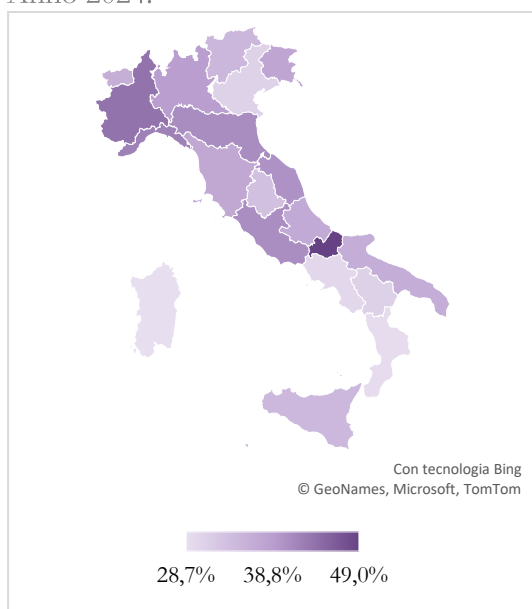 Anno 2024.
Con tecnologia Bing
© GeoNames, Microsoft, TomTom
28,7% 38,8% 49,0%